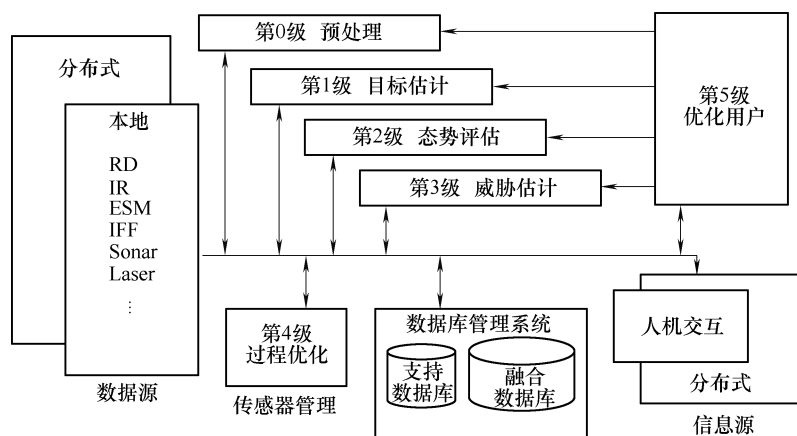 第0级 预处理
分布式
第1级 目标估计
第5级
优化用户
本地
第2级 态势评估
RD
第3级 威胁估计
IR
ESM
IFF
Sonar
Laser
⋮
第4级
过程优化
数据库管理系统
人机交互
支持
数据库
融合
数据库
分布式
数据源
传感器管理
信息源